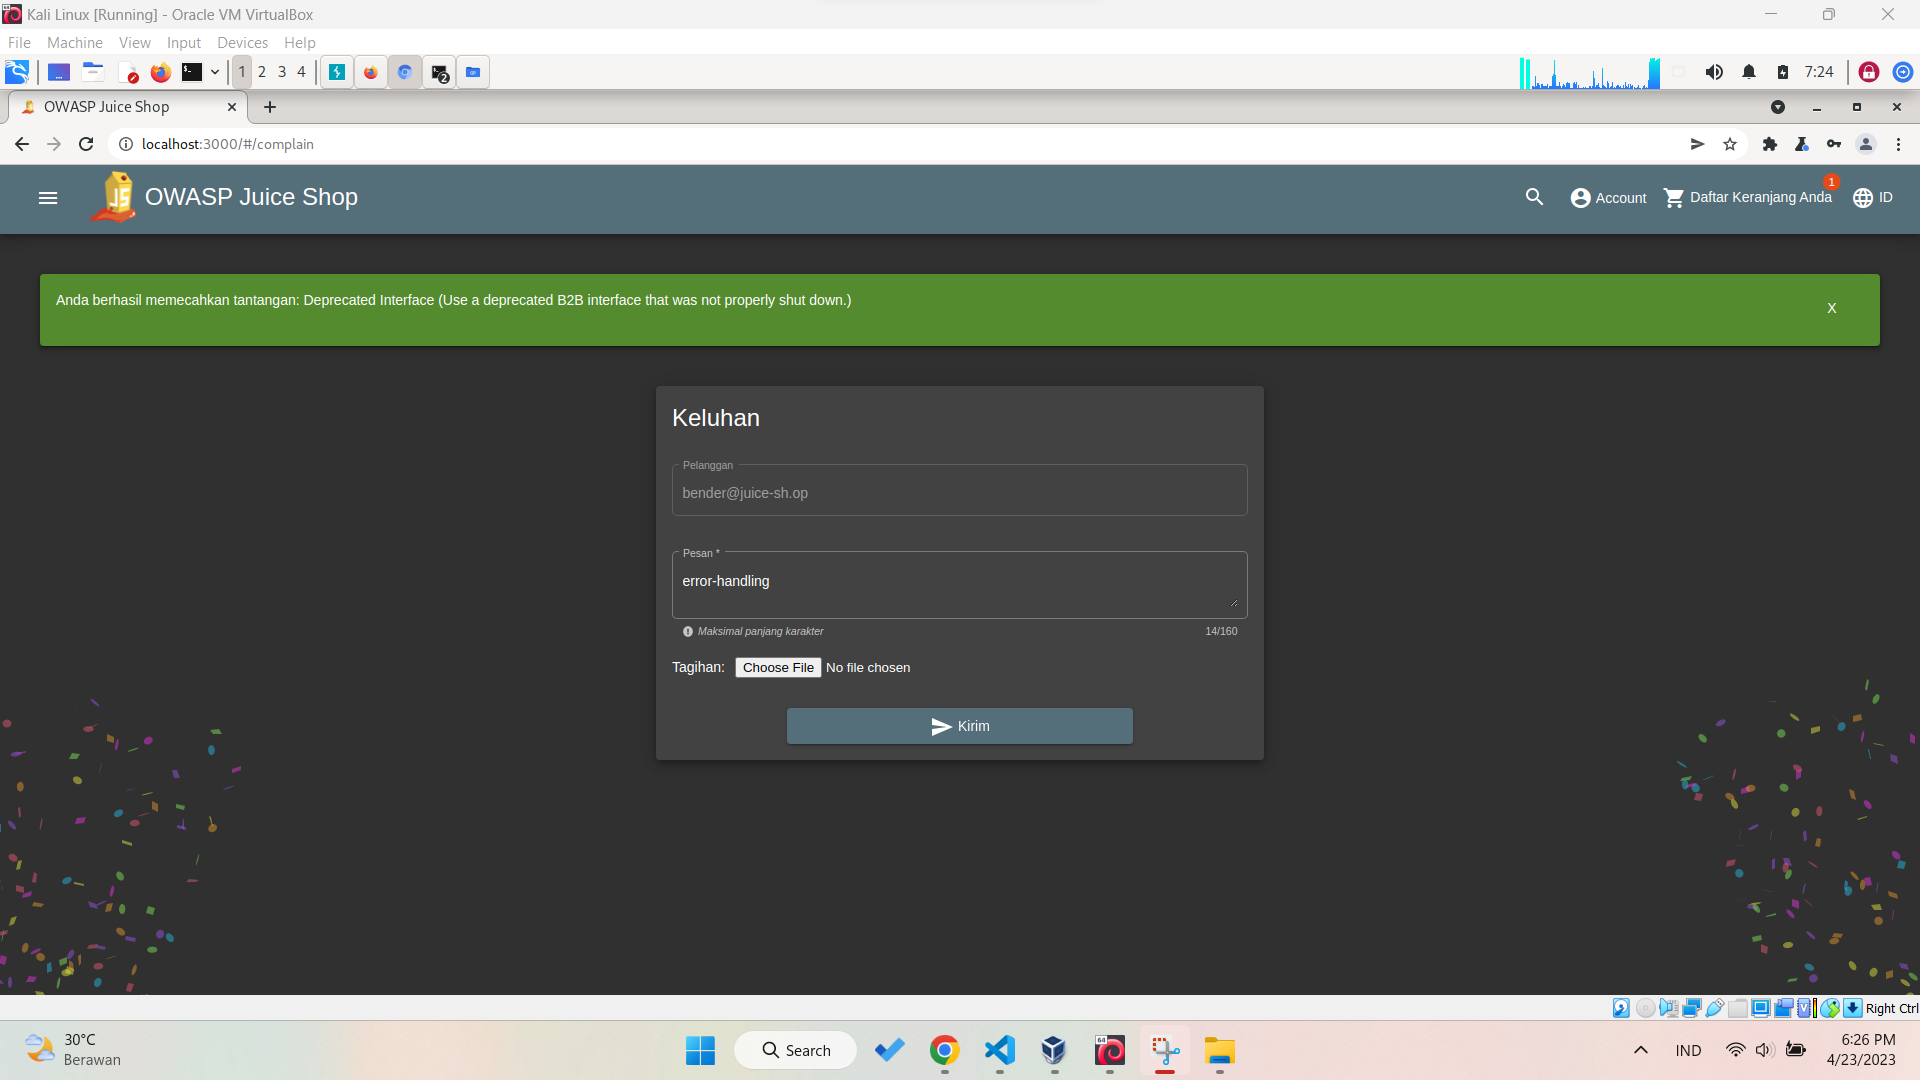 Kali Linux [Running] - Oracle VM VirtualBox
File Machine View Input Devices Help
1 2 3 4 2 7:24
OWASP Juice Shop
localhost:3000/#/complain
OWASP Juice Shop Account Daftar Keranjang Anda 1 ID
Anda berhasil memecahkan tantangan: Deprecated Interface (Use a deprecated B2B interface that was not properly shut down.) X
Keluhan
Pelanggan
bender@juice-sh.op
Pesan *
error-handling
Maksimal panjang karakter 14/160
Tagihan: Choose File No file chosen
Kirim
Right Ctrl
30°C
Berawan
Search
64
IND
6:26 PM
4/23/2023